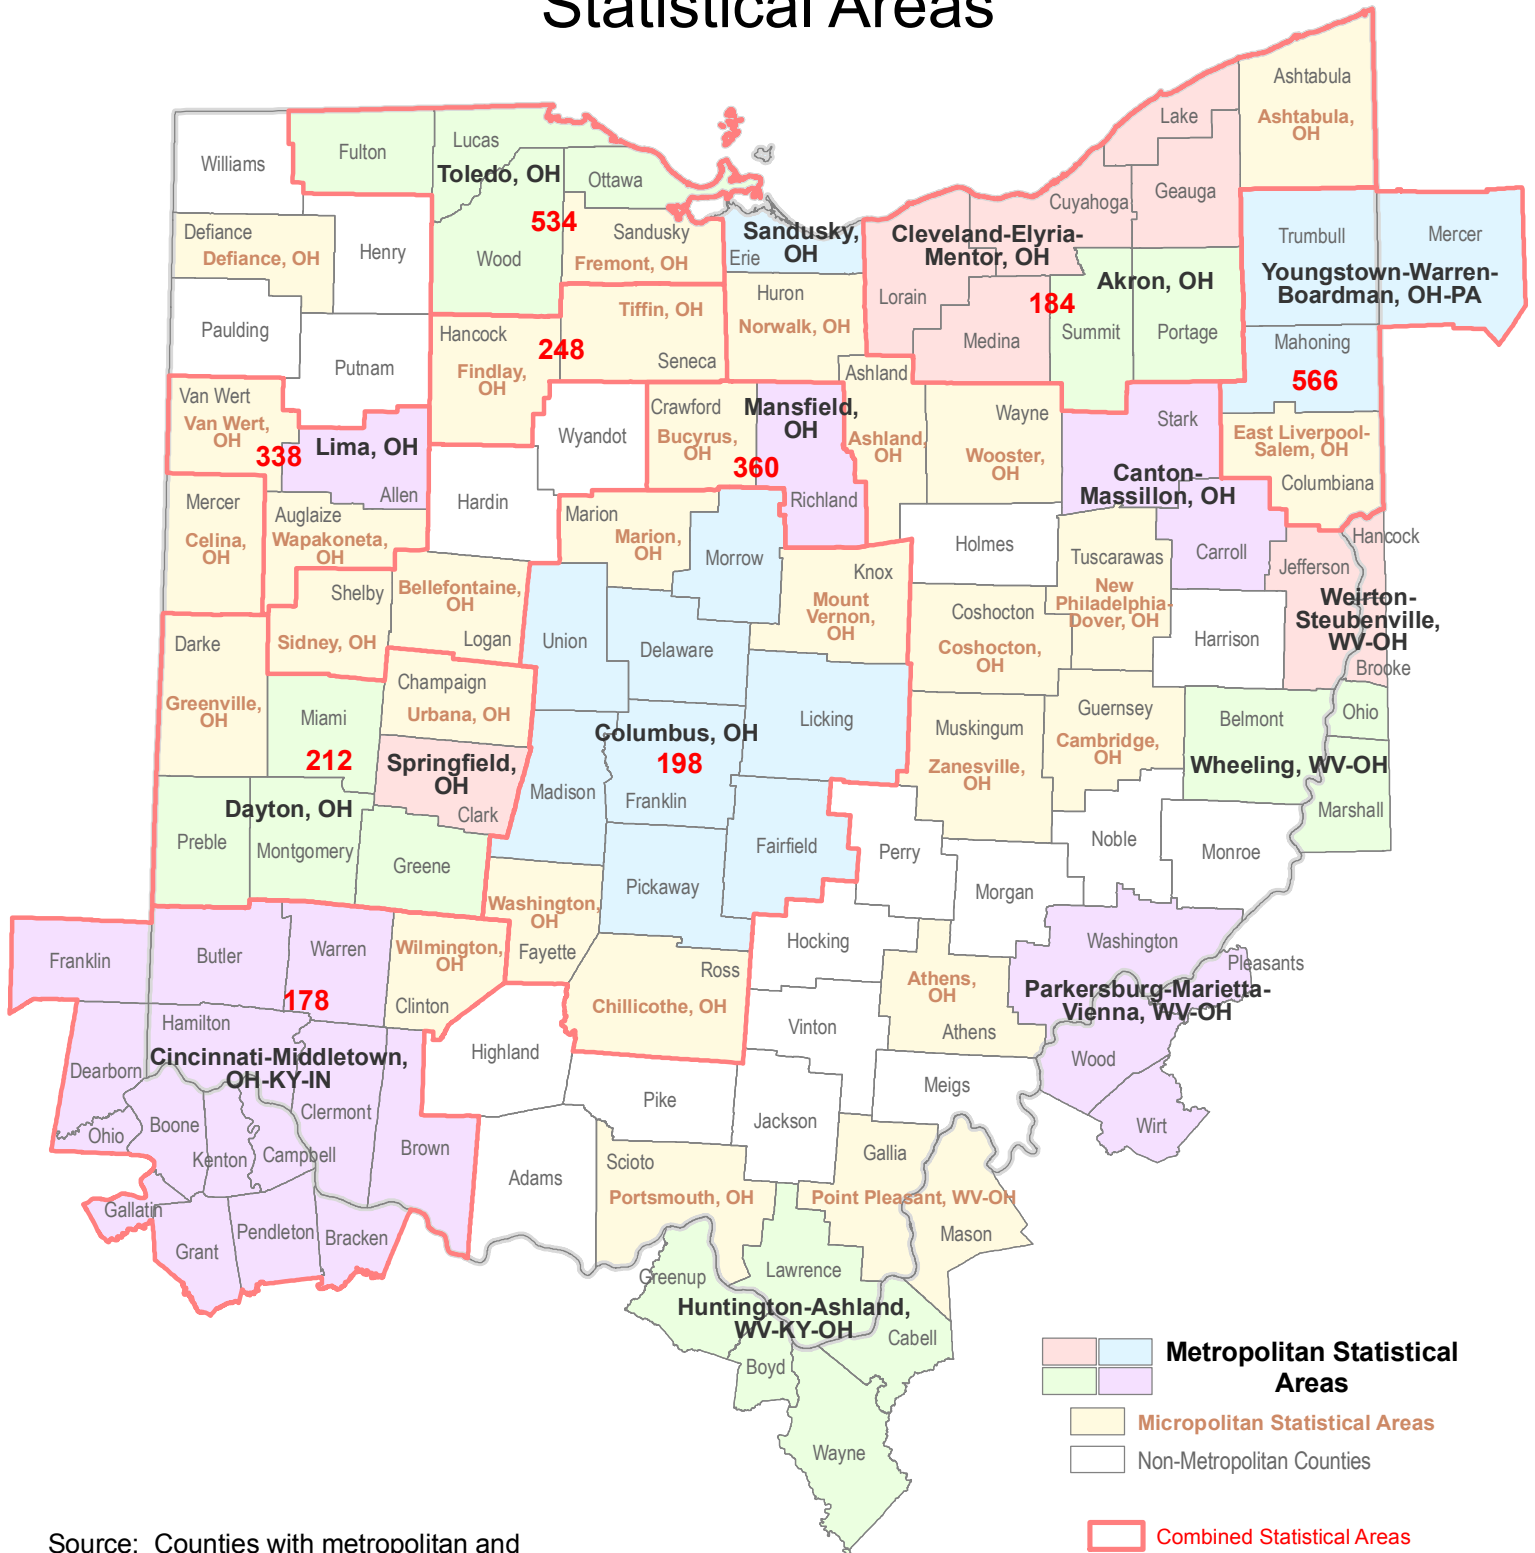 Statistical Areas
Ashtabula
Ashtabula,
OH
Lake
Williams
Fulton
Lucas
Toledo, OH
Ottawa
534
Geauga
Cuyahoga
Defiance
Defiance, OH
Henry
Wood
Sandusky
Fremont, OH
Sandusky,
OH
Erie
Cleveland-Elyria-
Mentor, OH
Trumbull
Mercer
Youngstown-Warren-
Boardman, OH-PA
Akron, OH
Lorain
184
Paulding
Putnam
Hancock
Findlay,
OH
248
Tiffin, OH
Seneca
Huron
Norwalk, OH
Medina
Summit
Portage
Mahoning
566
Van Wert
Van Wert,
OH
338
Lima, OH
Allen
Wyandot
Crawford
Bucyrus,
OH
360
Mansfield,
OH
Richland
Ashland
Ashland,
OH
Wayne
Wooster,
OH
Stark
Canton-
Massillon, OH
East Liverpool-
Salem, OH
Columbiana
Mercer
Celina,
OH
Auglaize
Wapakoneta,
OH
Hardin
Marion
Marion,
OH
Morrow
Holmes
Tuscarawas
New
Philadelphia-
Dover, OH
Carroll
Hancock
Jefferson
Weirton-
Steubenville,
WV-OH
Brooke
Shelby
Sidney, OH
Bellefontaine,
OH
Logan
Union
Delaware
Knox
Mount
Vernon,
OH
Coshocton
Coshocton,
OH
Harrison
Darke
Greenville,
OH
Miami
212
Champaign
Urbana, OH
Columbus, OH
198
Licking
Muskingum
Zanesville,
OH
Guernsey
Cambridge,
OH
Belmont
Ohio
Wheeling, WV-OH
Marshall
Springfield,
OH
Clark
Madison
Franklin
Dayton, OH
Preble
Montgomery
Greene
Fairfield
Pickaway
Perry
Noble
Monroe
Morgan
Washington,
OH
Fayette
Franklin
Butler
Warren
Wilmington,
OH
Clinton
178
Hocking
Athens,
OH
Athens
Washington
Pleasants
Parkersburg-Marietta-
Vienna, WV-OH
Ross
Chillicothe, OH
Vinton
Hamilton
Cincinnati-Middletown,
OH-KY-IN
Dearborn
Highland
Wood
Meigs
Wirt
Pike
Jackson
Clermont
Boone
Ohio
Kenton
Campbell
Brown
Adams
Scioto
Portsmouth, OH
Gallia
Point Pleasant, WV-OH
Mason
Gallatin
Grant
Pendleton
Bracken
Greenup
Lawrence
Huntington-Ashland,
WV-KY-OH
Cabell
Boyd
Wayne
Metropolitan Statistical
Areas
Micropolitan Statistical Areas
Non-Metropolitan Counties
Combined Statistical Areas
Source: Counties with metropolitan and